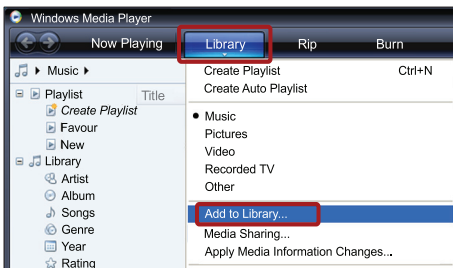 Windows Media Player
Now Playing Library Rip Burn
Music
Playlist Title
Create Playlist
Favour
New
Library
Artist
Album
Songs
Genre
Year
Rating
Create Playlist Ctrl+N
Create Auto Playlist
Music
Pictures
Video
Recorded TV
Other
Add to Library...
Media Sharing...
Apply Media Information Changes...